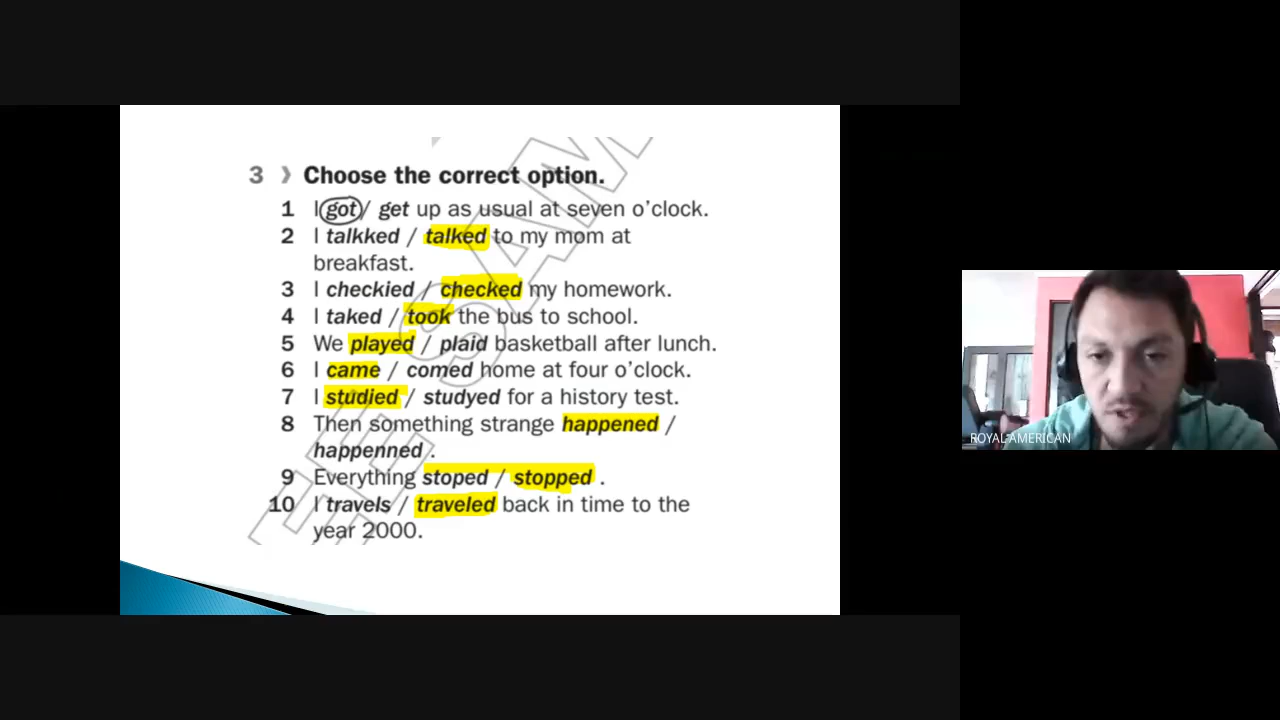 3 ❯ Choose the correct option.
1 I got / get up as usual at seven o'clock.
2 I talkked / talked to my mom at
breakfast.
3 I checkied / checked my homework.
4 I taked / took the bus to school.
5 We played / plaid basketball after lunch.
6 I came / comed home at four o'clock.
7 I studied / studyed for a history test.
8 Then something strange happened /
happenned .
9 Everything stoped / stopped .
10 I travels / traveled back in time to the
year 2000.
ROYAL-AMERICAN